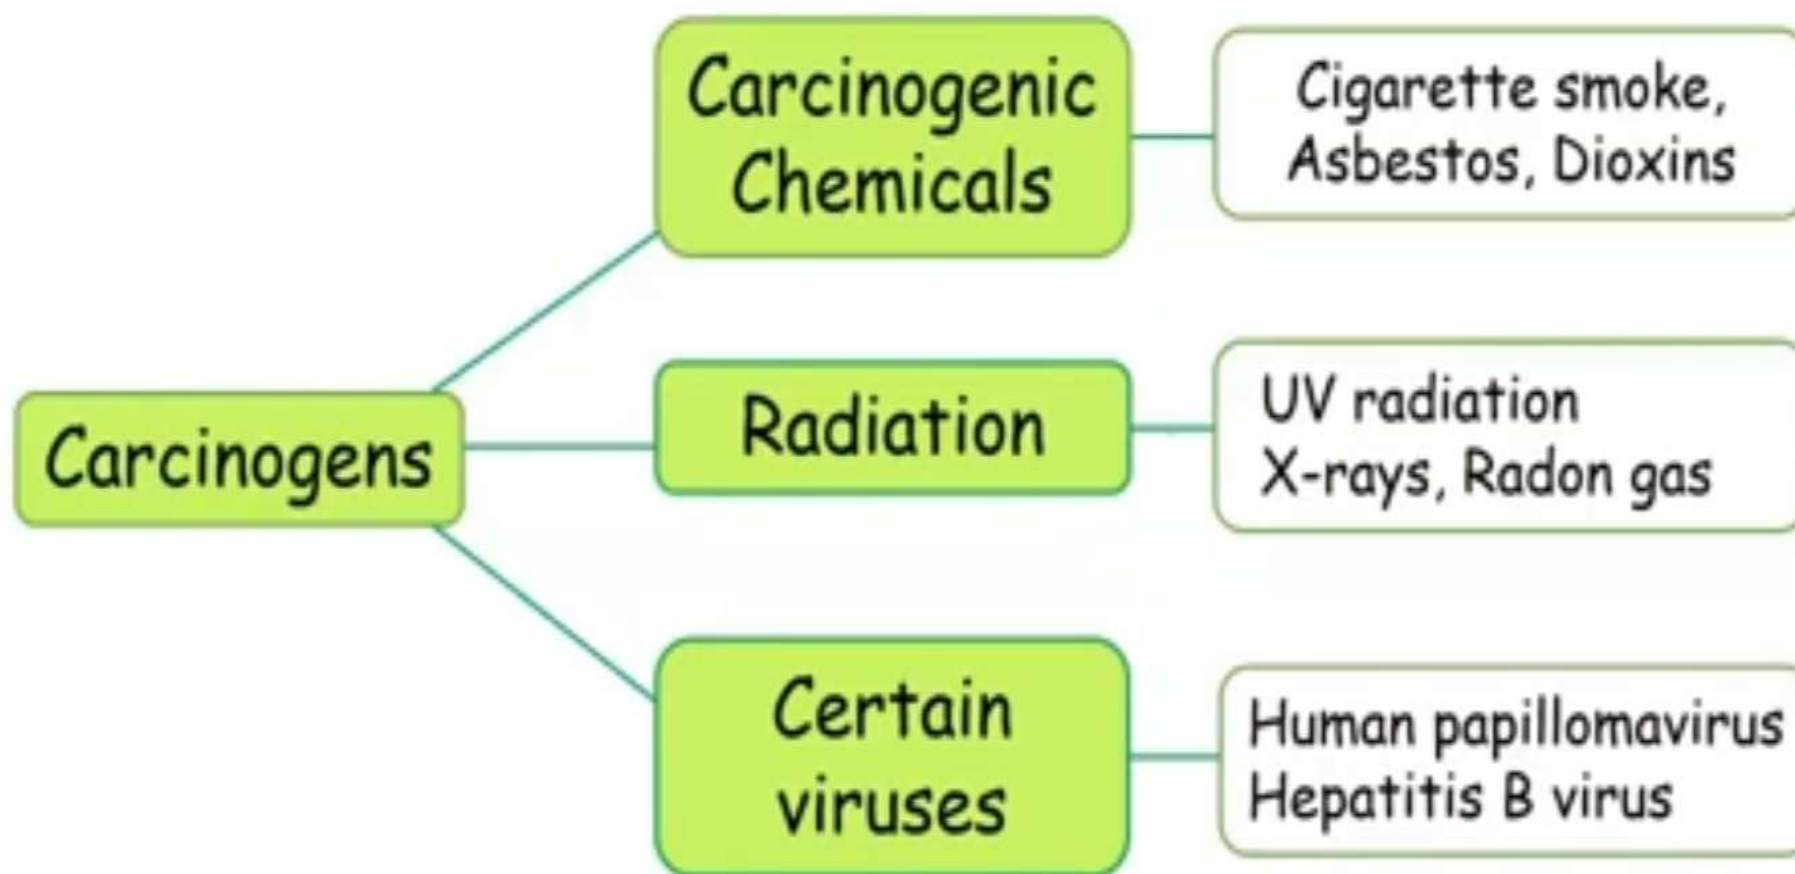 Carcinogenic
Chemicals
Cigarette smoke,
Asbestos, Dioxins
Carcinogens
Radiation
UV radiation
X-rays, Radon gas
Certain
viruses
Human papillomavirus
Hepatitis B virus